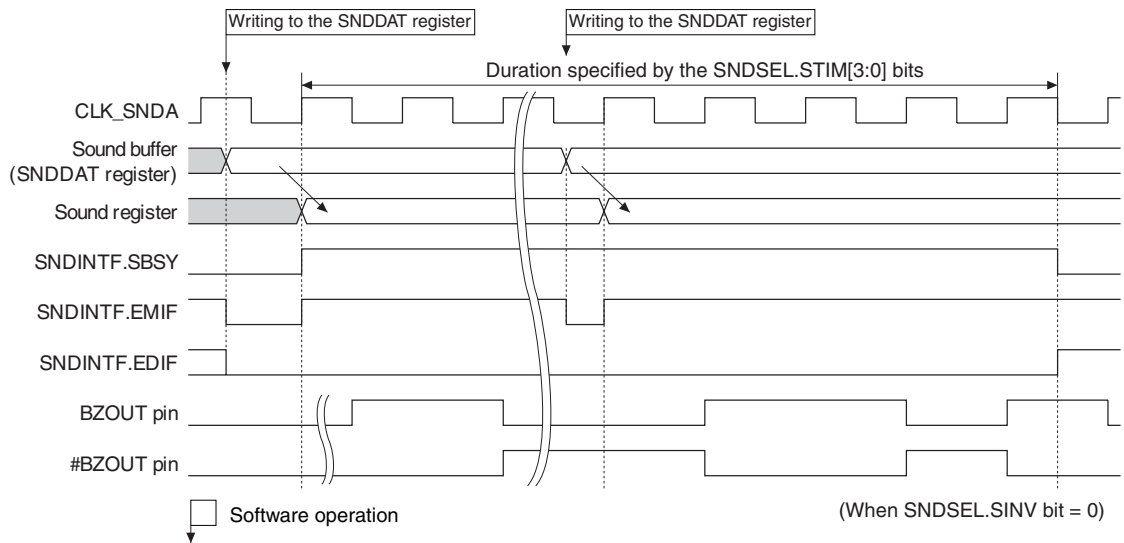 Writing to the SNDDAT register
Writing to the SNDDAT register
Duration specified by the SNDSEL.STIM[3:0] bits
CLK_SNDA
Sound buffer
(SNDDAT register)
Sound register
SNDINTF.SBSY
SNDINTF.EMIF
SNDINTF.EDIF
BZOUT pin
#BZOUT pin
Software operation
(When SNDSEL.SINV bit = 0)